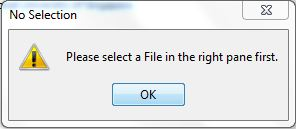 No Selection
Please select a File in the right pane first.
OK